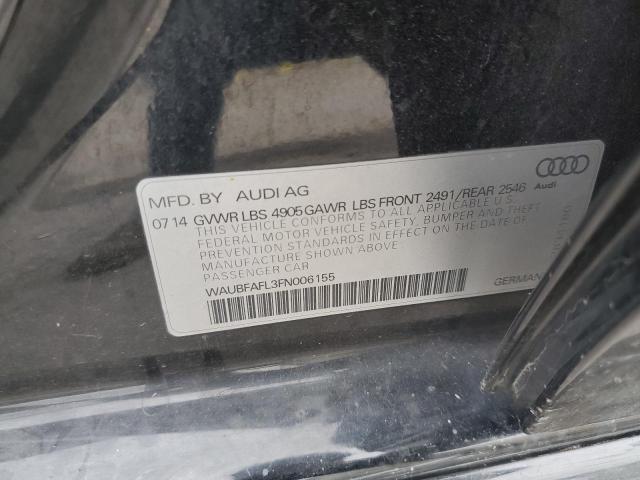 MFD. BY AUDI AG
Audi
07 14 GVWR LBS 4905 GAWR LBS FRONT 2491/REAR 2546
THIS VEHICLE CONFORMS TO ALL APPLICABLE U.S.
FEDERAL MOTOR VEHICLE SAFETY, BUMPER AND THEFT
PREVENTION STANDARDS IN EFFECT ON THE DATE OF
MANUFACTURE SHOWN ABOVE.
PASSENGER CAR
WAUBFAFL3FN006155
GERMANY